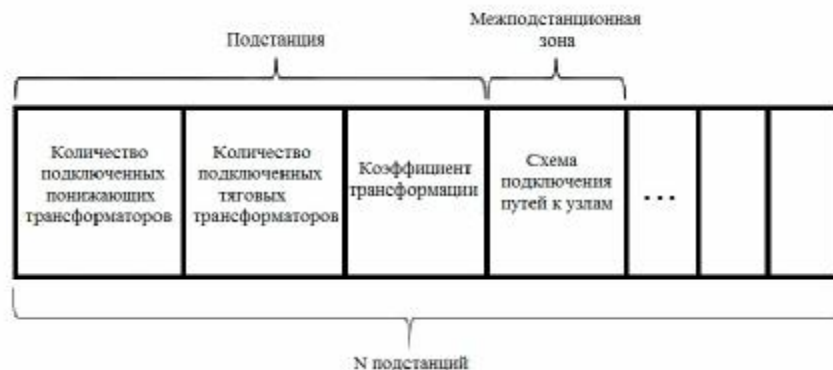 Межподстанционная
зона
Подстанция
Количество
подключенных
понижающих
трансформаторов
Количество
подключенных
тяговых
трансформаторов
Коэффициент
трансформации
Схема
подключения
путей к узлам
...
N подстанций